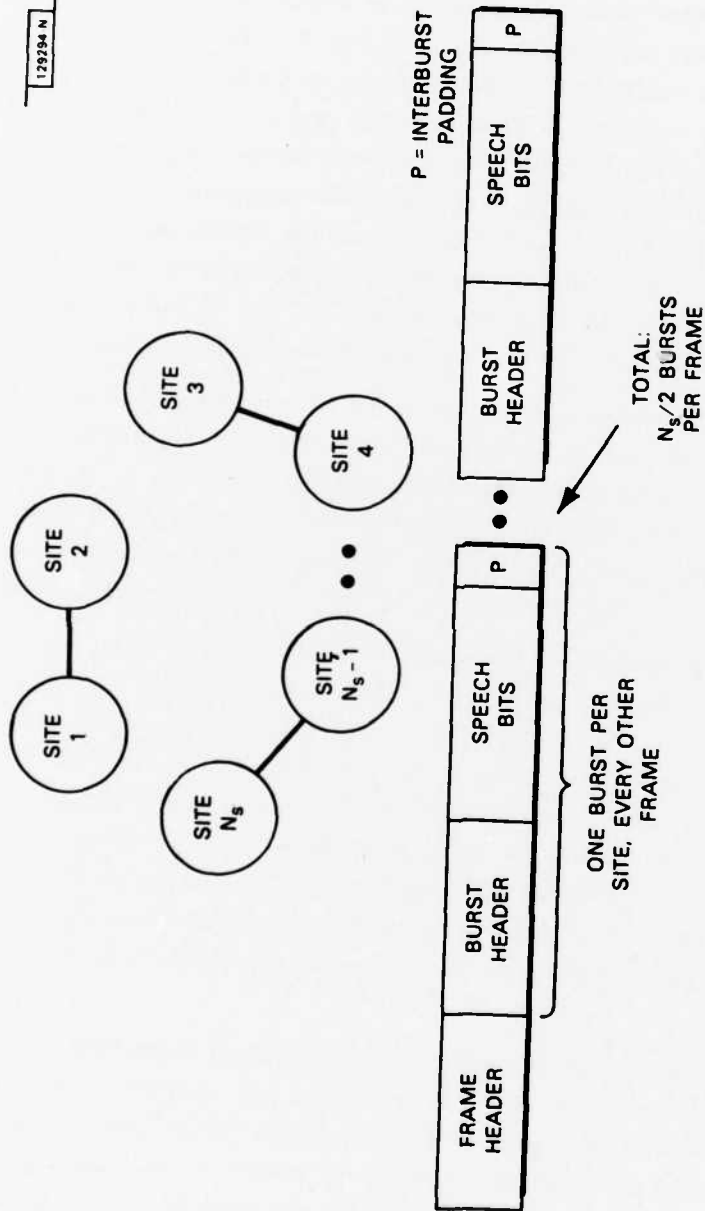 129294-N
SITE
1
SITE
2
SITE
3
SITE
4
SITE
Nₛ
SITE,
Nₛ – 1
P = INTERBURST
PADDING
FRAME
HEADER
BURST
HEADER
SPEECH
BITS
P
BURST
HEADER
SPEECH
BITS
P
ONE BURST PER
SITE, EVERY OTHER
FRAME
TOTAL:
Nₛ/2 BURSTS
PER FRAME